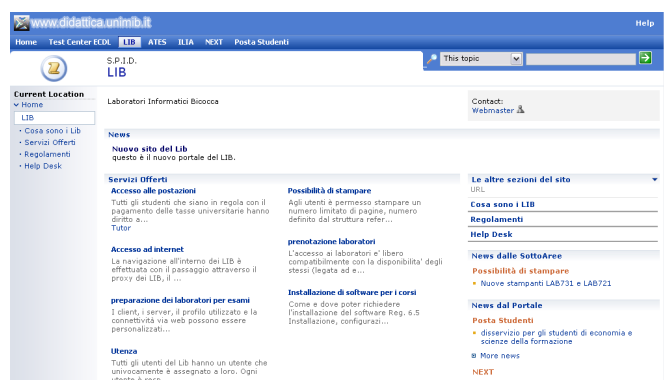 www.didattica.unimib.it
Help
Home Test Center ECDL LIB ATES ILIA NEXT Posta Studenti
S.P.I.D.
LIB
This topic
Current Location
Home
LIB
Cosa sono i Lib
Servizi Offerti
Regolamenti
Help Desk
Laboratori Informatici Bicocca
Contact:
Webmaster
News
Nuovo sito del Lib
questo è il nuovo portale del LIB.
Servizi Offerti
Accesso alle postazioni
Tutti gli studenti che siano in regola con il
pagamento delle tasse universitarie hanno
diritto a...
Tutor
Accesso ad internet
La navigazione all'interno dei LIB è
effettuata con il passaggio attraverso il
proxy dei LIB, il ...
preparazione dei laboratori per esami
I client, i server, il profilo utilizzato e la
connettività via web possono essere
personalizzati...
Utenza
Tutti gli utenti del Lib hanno un utente che
univocamente è assegnato a loro. Ogni
utente è resp
Possibilità di stampare
Agli utenti è permesso stampare un
numero limitato di pagine, numero
definito dal struttura refer...
prenotazione laboratori
L'accesso ai laboratori e' libero
compatibilmente con la disponibilita' degli
stessi (legata ad e...
Installazione di software per i corsi
Come e dove poter richiedere
l'installazione del software Reg. 6.5
Installazione, configurazi...
Le altre sezioni del sito
URL
Cosa sono i LIB
Regolamenti
Help Desk
News dalle SottoAree
Possibilità di stampare
Nuove stampanti LAB731 e LAB721
News dal Portale
Posta Studenti
disservizio per gli studenti di economia e
scienze della formazione
More news
NEXT